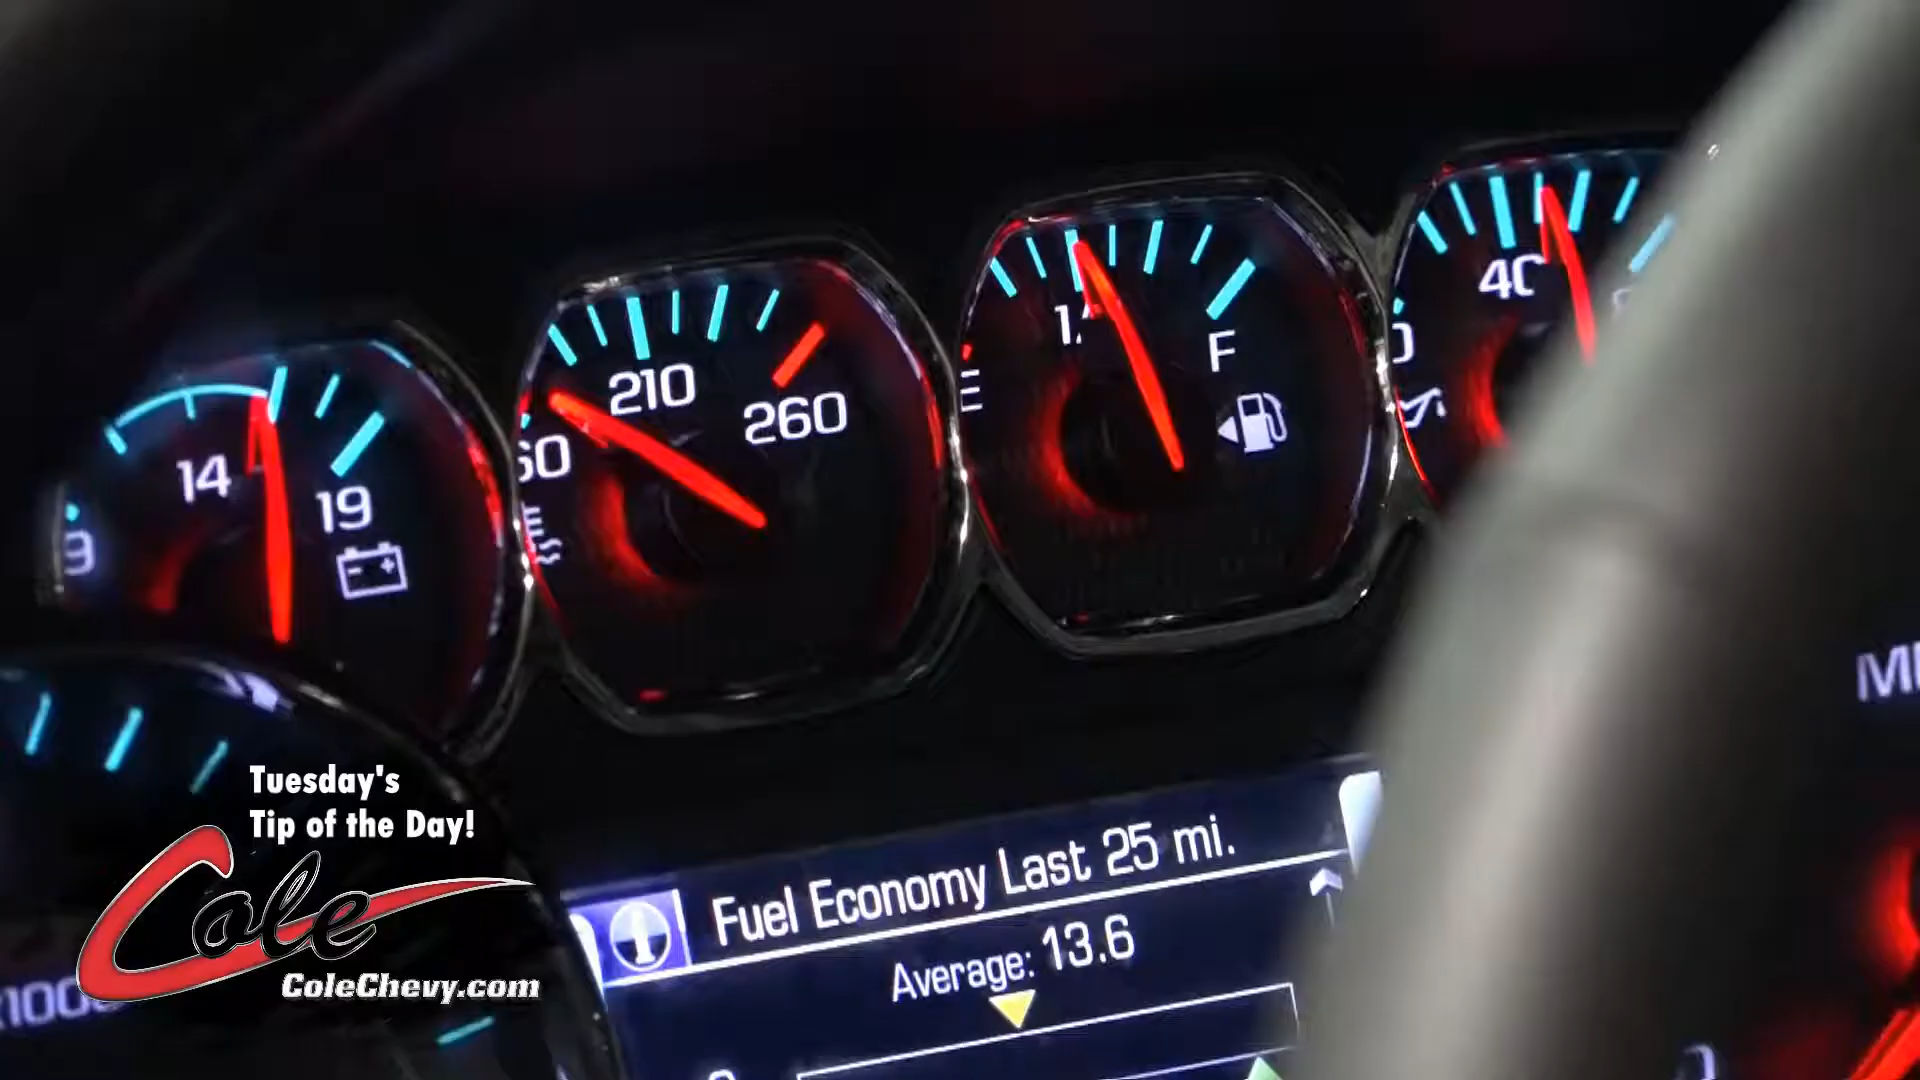 40
210
260
F
14
19
9
Tuesday's
Tip of the Day!
Cole
ColeChevy.com
Fuel Economy Last 25 mi.
Average: 13.6